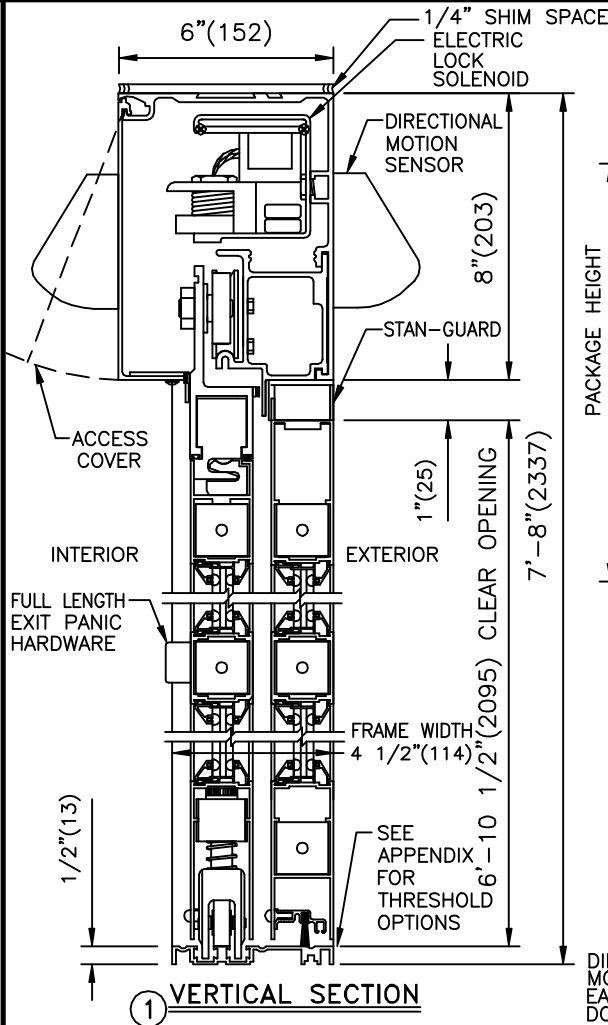 6"(152)
1/4" SHIM SPACE
ELECTRIC
LOCK
SOLENOID
DIRECTIONAL
MOTION
SENSOR
8"(203)
PACKAGE HEIGHT
STAN-GUARD
ACCESS
COVER
1"(25)
6'-10 1/2"(2095) CLEAR OPENING
7'-8"(2337)
INTERIOR
EXTERIOR
FULL LENGTH
EXIT PANIC
HARDWARE
FRAME WIDTH
4 1/2"(114)
1/2"(13)
SEE
APPENDIX
FOR
THRESHOLD
OPTIONS
1 VERTICAL SECTION